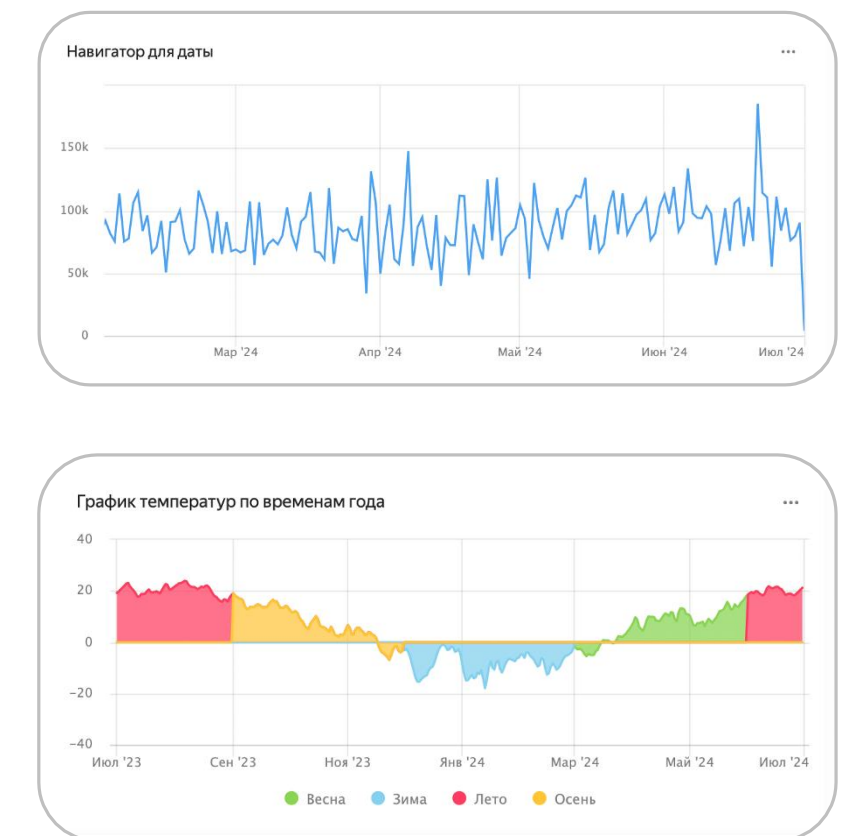 Навигатор для даты
...
150k
100k
50k
0
Мар '24 Апр '24 Май '24 Июн '24 Июл '24
График температур по временам года
...
40
20
0
−20
−40
Июл '23 Сен '23 Ноя '23 Янв '24 Мар '24 Май '24 Июл '24
Весна Зима Лето Осень